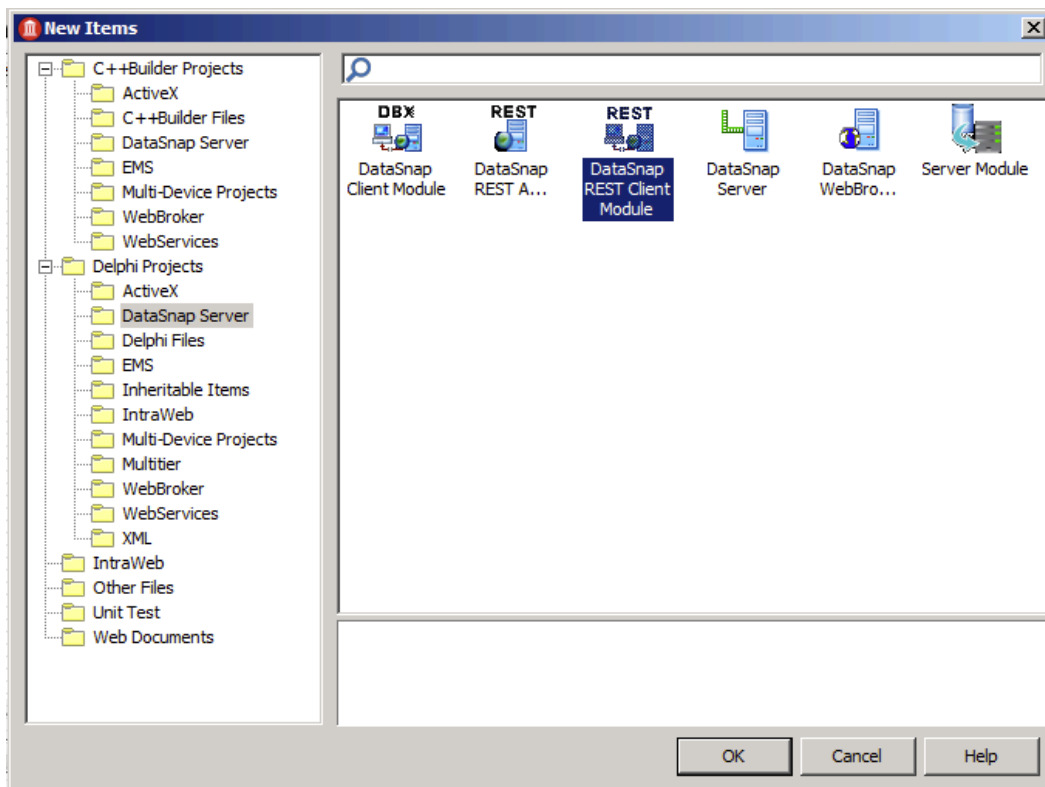 New Items
C++Builder Projects
ActiveX
C++Builder Files
DataSnap Server
EMS
Multi-Device Projects
WebBroker
WebServices
Delphi Projects
ActiveX
DataSnap Server
Delphi Files
EMS
Inheritable Items
IntraWeb
Multi-Device Projects
Multitier
WebBroker
WebServices
XML
IntraWeb
Other Files
Unit Test
Web Documents
DBX
DataSnap
Client Module
REST
DataSnap
REST A...
REST
DataSnap
REST Client
Module
DataSnap
Server
DataSnap
WebBro...
Server Module
OK
Cancel
Help